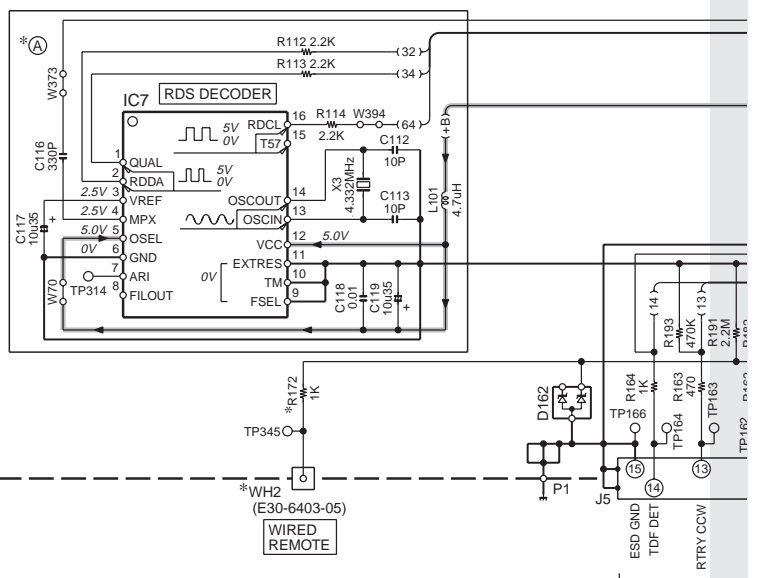 *A
R112 2.2K
32
R113 2.2K
34
W373
RDS DECODER
IC7
C116
330P
16
RDCL
R114
2.2K
W394
64
15
T57
5V
0V
C112
10P
+B
1
QUAL
2
RDDA
5V
0V
X3
4.332MHz
L101
4.7uH
2.5V 3
VREF
OSCOUT
14
C113
10P
2.5V 4
MPX
OSCIN
13
C117
10u35
+
5.0V 5
OSEL
VCC
12
5.0V
0V 6
GND
EXTRES
11
7
ARI
TM
10
0V
TP314
8
FILOUT
FSEL
9
W70
C118
0.01
C119
10u35
+
14
13
R193
470K
R191
2.2M
*R172
1K
D162
R164
1K
R163
470
TP163
TP166
TP164
TP162
TP345
15
14
13
*WH2
(E30-6403-05)
P1
J5
WIRED
REMOTE
ESD GND
TDF DET
RTRY CCW